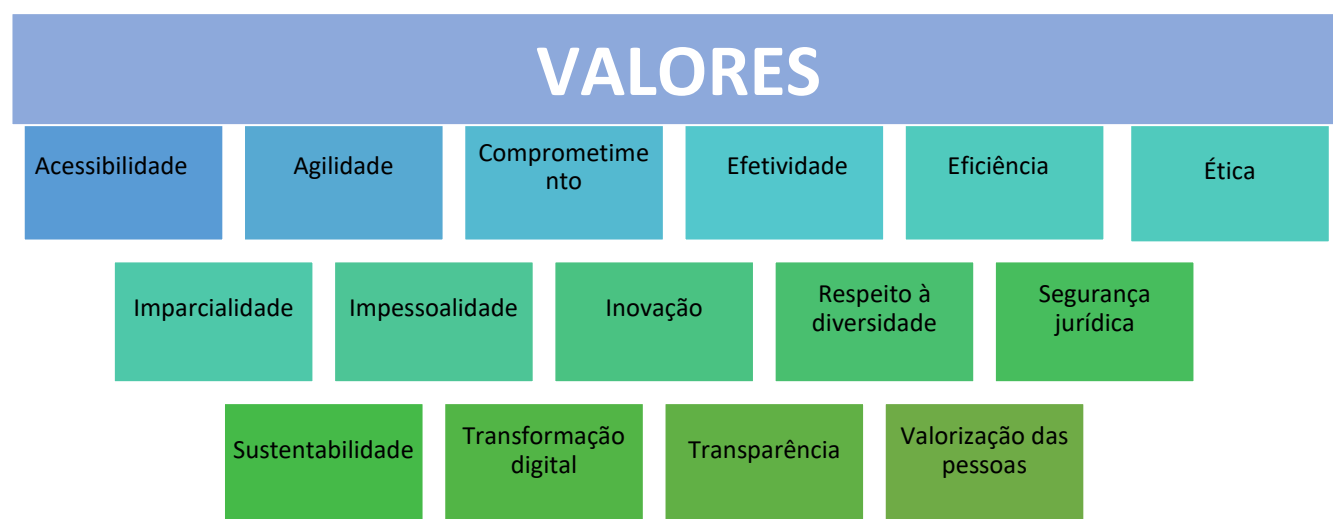 VALORES
Acessibilidade
Agilidade
Comprometime
nto
Efetividade
Eficiência
Ética
Imparcialidade
Impessoalidade
Inovação
Respeito à
diversidade
Segurança
jurídica
Sustentabilidade
Transformação
digital
Transparência
Valorização das
pessoas